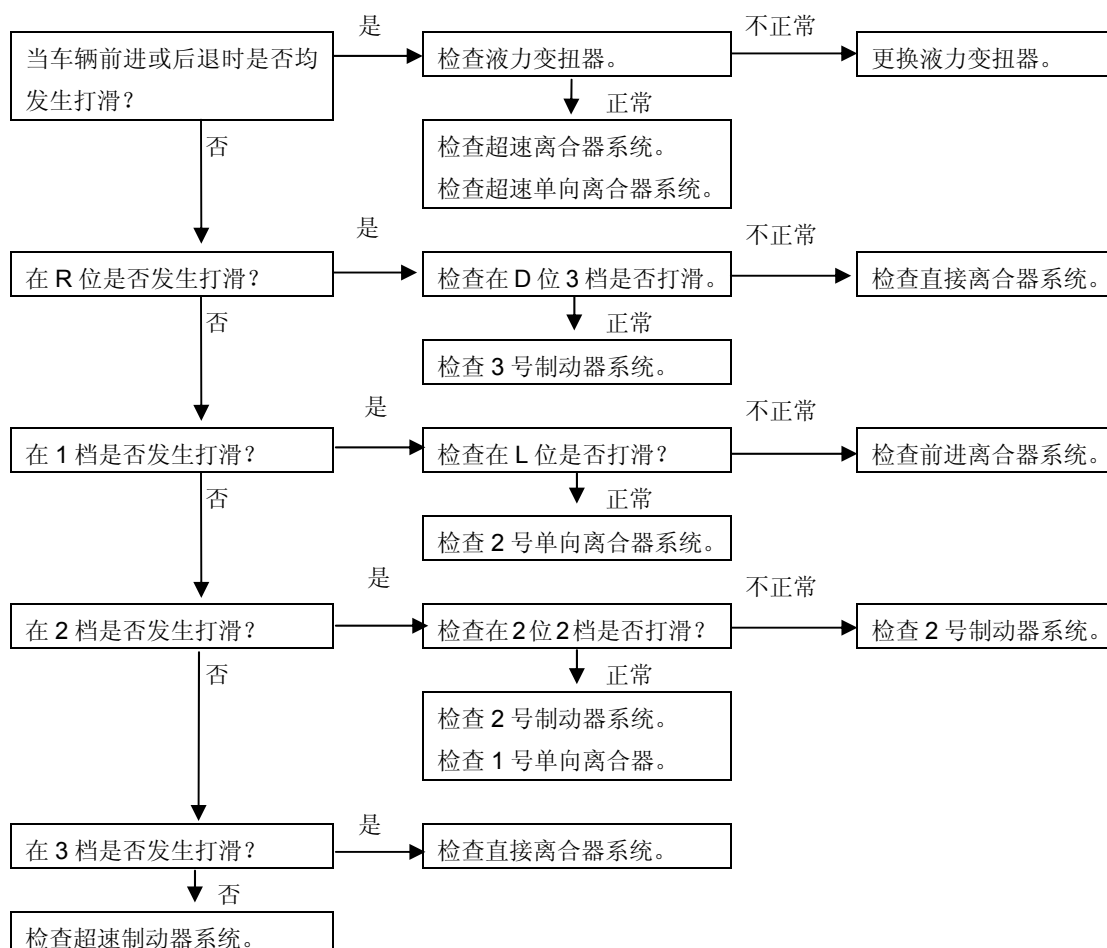 是
不正常
当车辆前进或后退时是否均
发生打滑？
检查液力变扭器。
更换液力变扭器。
正常
否
检查超速离合器系统。
检查超速单向离合器系统。
是
不正常
在 R 位是否发生打滑？
检查在 D 位 3 档是否打滑。
检查直接离合器系统。
否
正常
检查 3 号制动器系统。
是
不正常
在 1 档是否发生打滑？
检查在 L 位是否打滑？
检查前进离合器系统。
否
正常
检查 2 号单向离合器系统。
是
不正常
在 2 档是否发生打滑？
检查在 2 位 2 档是否打滑？
检查 2 号制动器系统。
否
正常
检查 2 号制动器系统。
检查 1 号单向离合器。
是
在 3 档是否发生打滑？
检查直接离合器系统。
否
检查超速制动器系统。